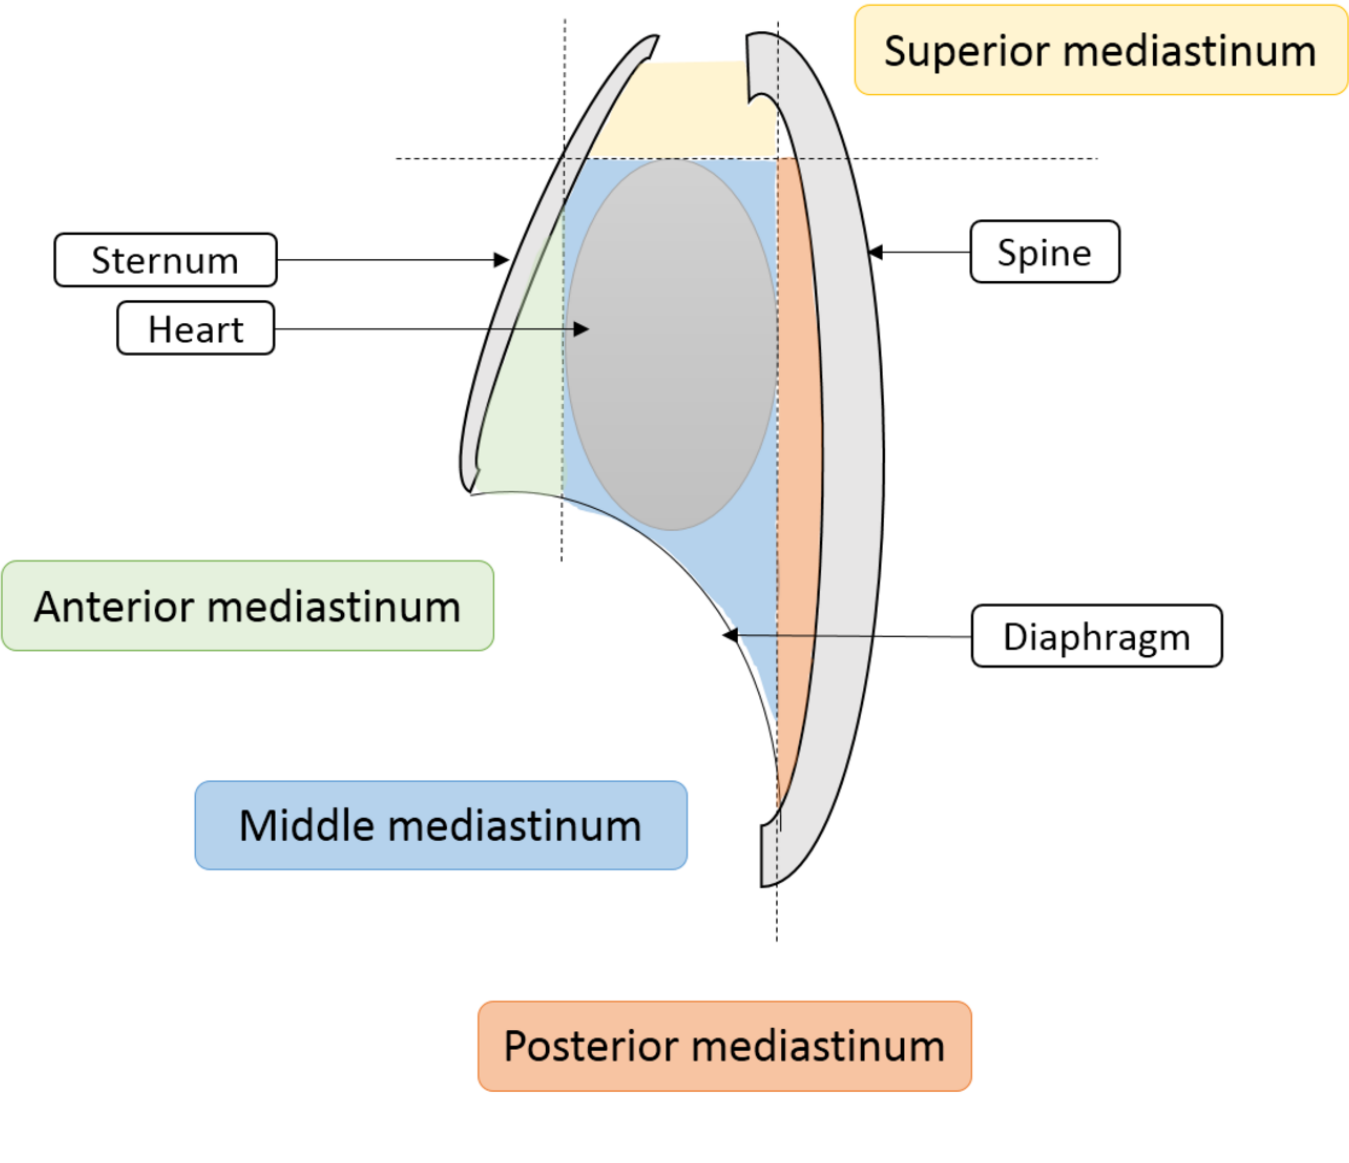 Superior mediastinum
Sternum
Spine
Heart
Anterior mediastinum
Diaphragm
Middle mediastinum
Posterior mediastinum